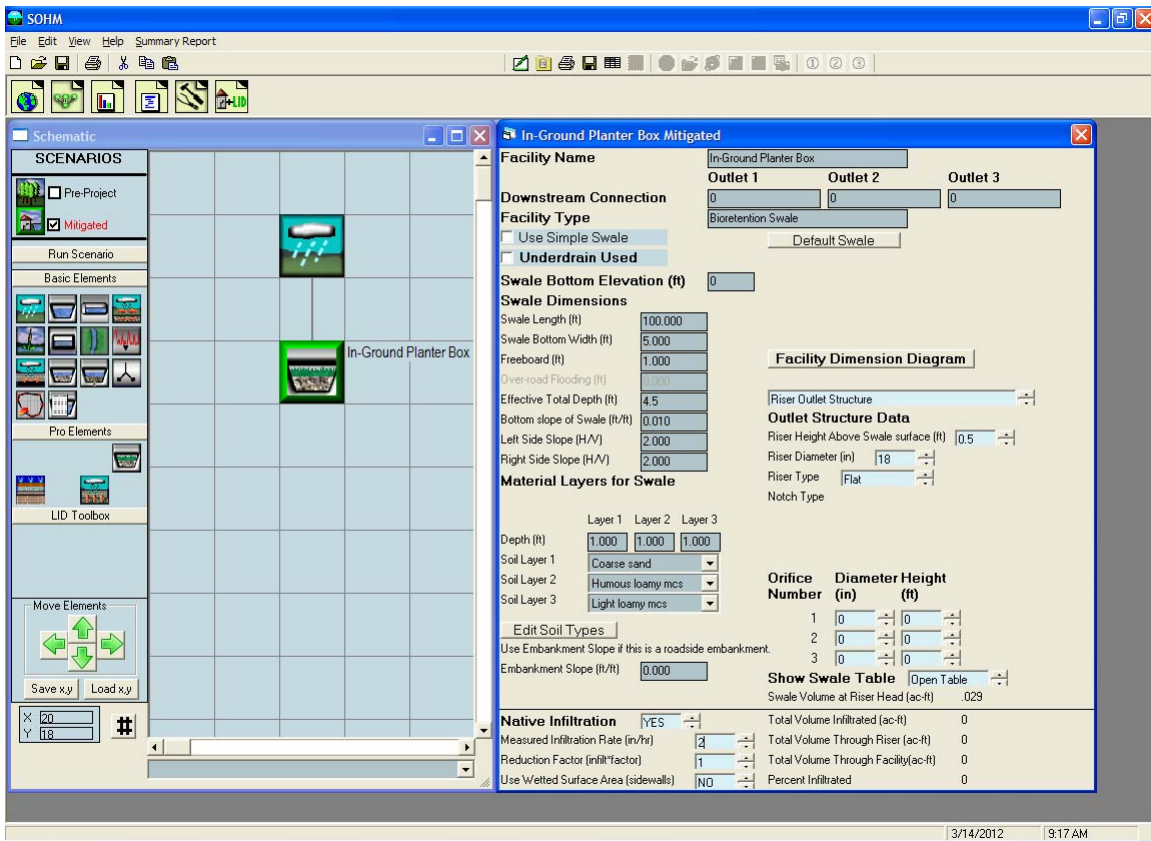 SOHM
File Edit View Help Summary Report
1 2 3
+LID
Schematic
SCENARIOS
Pre-Project
Mitigated
Run Scenario
Basic Elements
Pro Elements
LID Toolbox
Move Elements
Save x,y Load x,y
X 20
Y 18
#
In-Ground Planter Box
In-Ground Planter Box Mitigated
Facility Name In-Ground Planter Box
Outlet 1 Outlet 2 Outlet 3
Downstream Connection 0 0 0
Facility Type Bioretention Swale
Use Simple Swale Default Swale
Underdrain Used
Swale Bottom Elevation (ft) 0
Swale Dimensions
Swale Length (ft) 100.000
Swale Bottom Width (ft) 5.000
Freeboard (ft) 1.000
Over-road Flooding (ft) 0.000
Effective Total Depth (ft) 4.5
Bottom slope of Swale (ft/ft) 0.010
Left Side Slope (H/V) 2.000
Right Side Slope (H/V) 2.000
Material Layers for Swale
Layer 1 Layer 2 Layer 3
Depth (ft) 1.000 1.000 1.000
Soil Layer 1 Coarse sand
Soil Layer 2 Humous loamy mcs
Soil Layer 3 Light loamy mcs
Edit Soil Types
Use Embankment Slope if this is a roadside embankment.
Embankment Slope (ft/ft) 0.000
Facility Dimension Diagram
Riser Outlet Structure
Outlet Structure Data
Riser Height Above Swale surface (ft) 0.5
Riser Diameter (in) 18
Riser Type Flat
Notch Type
Orifice Diameter Height
Number (in) (ft)
1 0 0
2 0 0
3 0 0
Show Swale Table Open Table
Swale Volume at Riser Head (ac-ft) .029
Native Infiltration YES
Measured Infiltration Rate (in/hr) 2
Reduction Factor (infilt*factor) 1
Use Wetted Surface Area (sidewalls) NO
Total Volume Infiltrated (ac-ft) 0
Total Volume Through Riser (ac-ft) 0
Total Volume Through Facility(ac-ft) 0
Percent Infiltrated 0
3/14/2012 9:17 AM